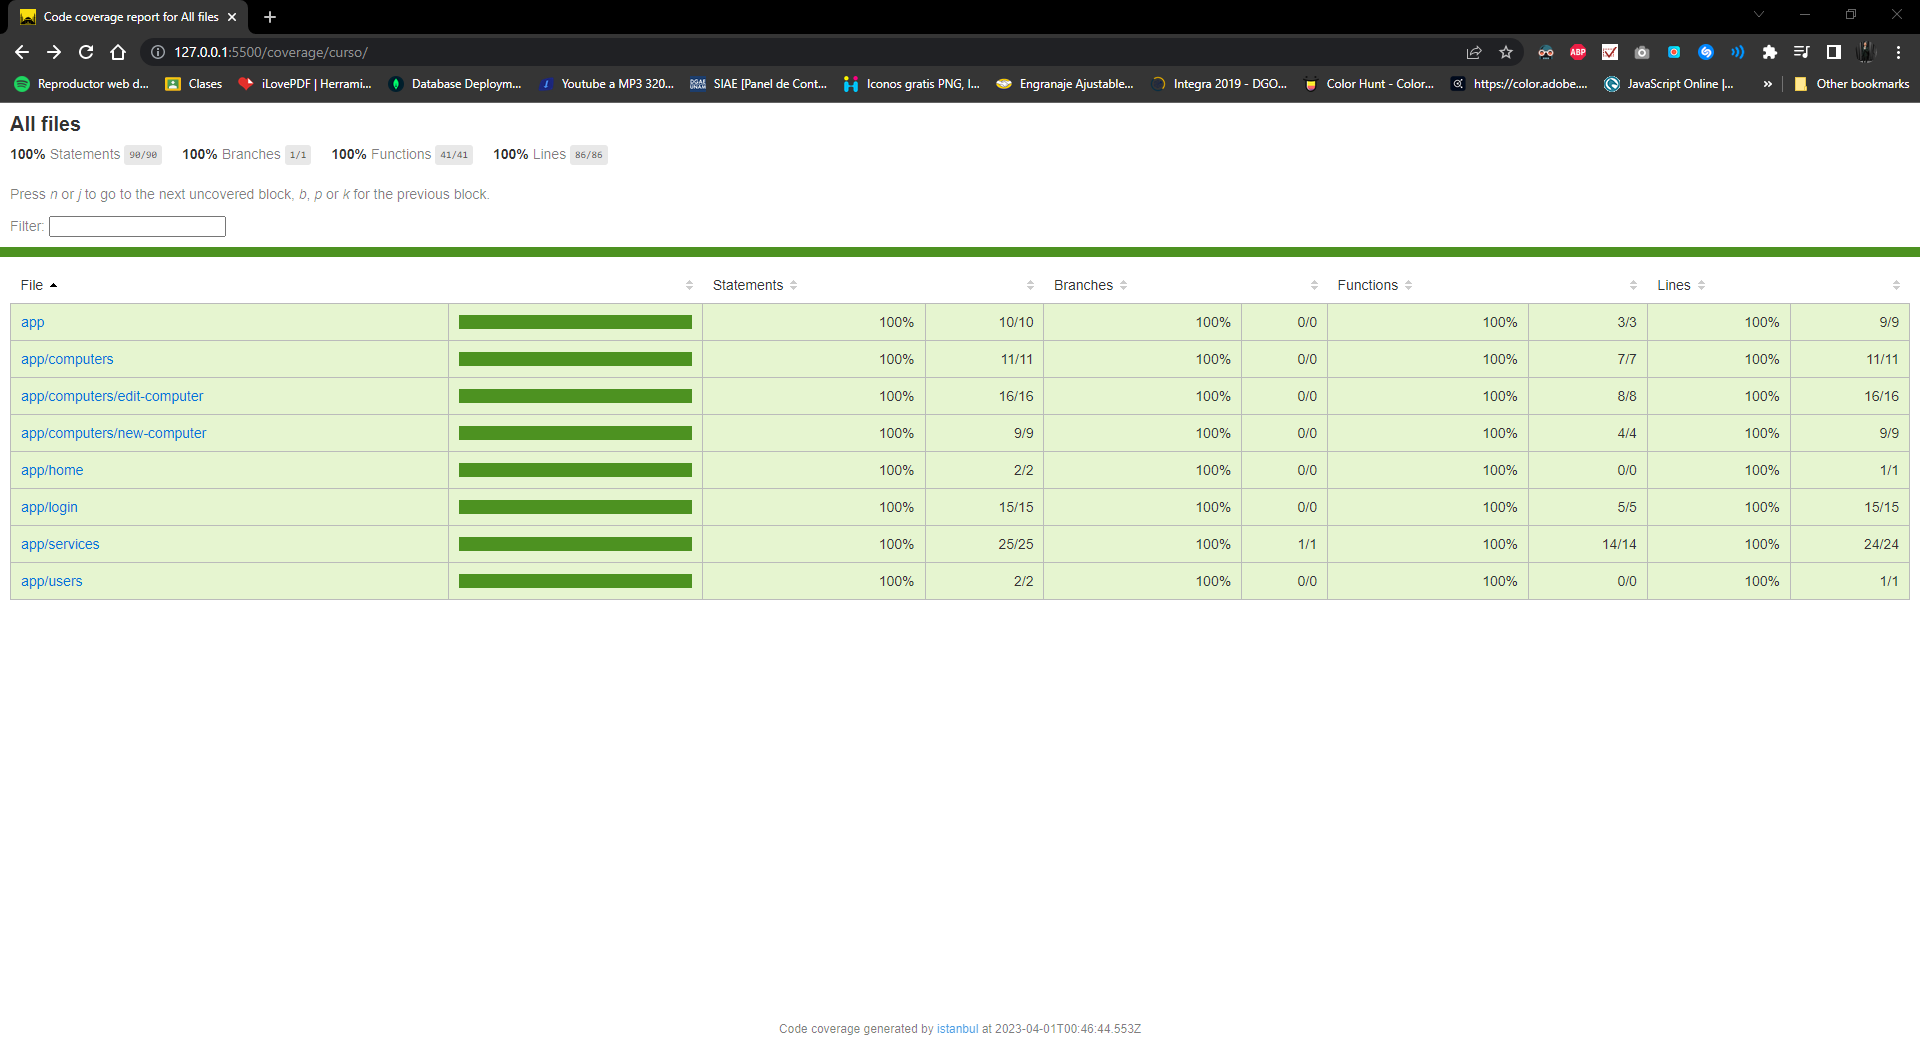 Code coverage report for All files
127.0.0.1:5500/coverage/curso/
Reproductor web d... Clases iLovePDF | Herrami... Database Deploym... Youtube a MP3 320... SIAE [Panel de Cont... Iconos gratis PNG, I... Engranaje Ajustable... Integra 2019 - DGO... Color Hunt - Color... https://color.adobe.... JavaScript Online |... » Other bookmarks
All files
100% Statements 90/90 100% Branches 1/1 100% Functions 41/41 100% Lines 86/86
Press n or j to go to the next uncovered block, b, p or k for the previous block.
Filter:
File Statements Branches Functions Lines
app 100% 10/10 100% 0/0 100% 3/3 100% 9/9
app/computers 100% 11/11 100% 0/0 100% 7/7 100% 11/11
app/computers/edit-computer 100% 16/16 100% 0/0 100% 8/8 100% 16/16
app/computers/new-computer 100% 9/9 100% 0/0 100% 4/4 100% 9/9
app/home 100% 2/2 100% 0/0 100% 0/0 100% 1/1
app/login 100% 15/15 100% 0/0 100% 5/5 100% 15/15
app/services 100% 25/25 100% 1/1 100% 14/14 100% 24/24
app/users 100% 2/2 100% 0/0 100% 0/0 100% 1/1
Code coverage generated by istanbul at 2023-04-01T00:46:44.553Z